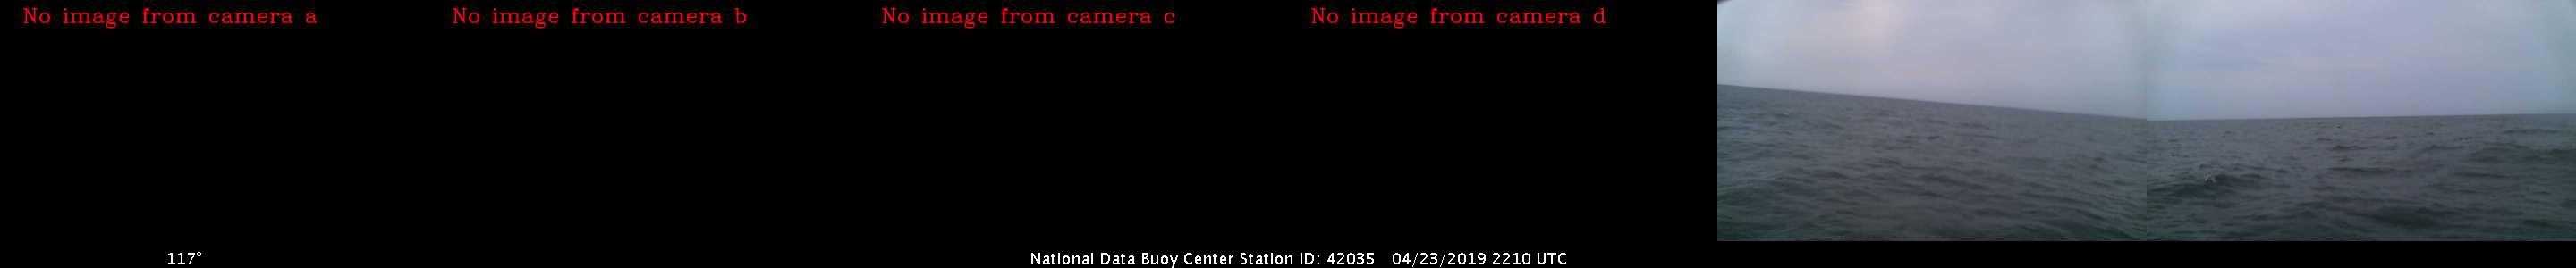 No image from camera a
No image from camera b
No image from camera c
No image from camera d
117°
National Data Buoy Center Station ID: 42035 04/23/2019 2210 UTC